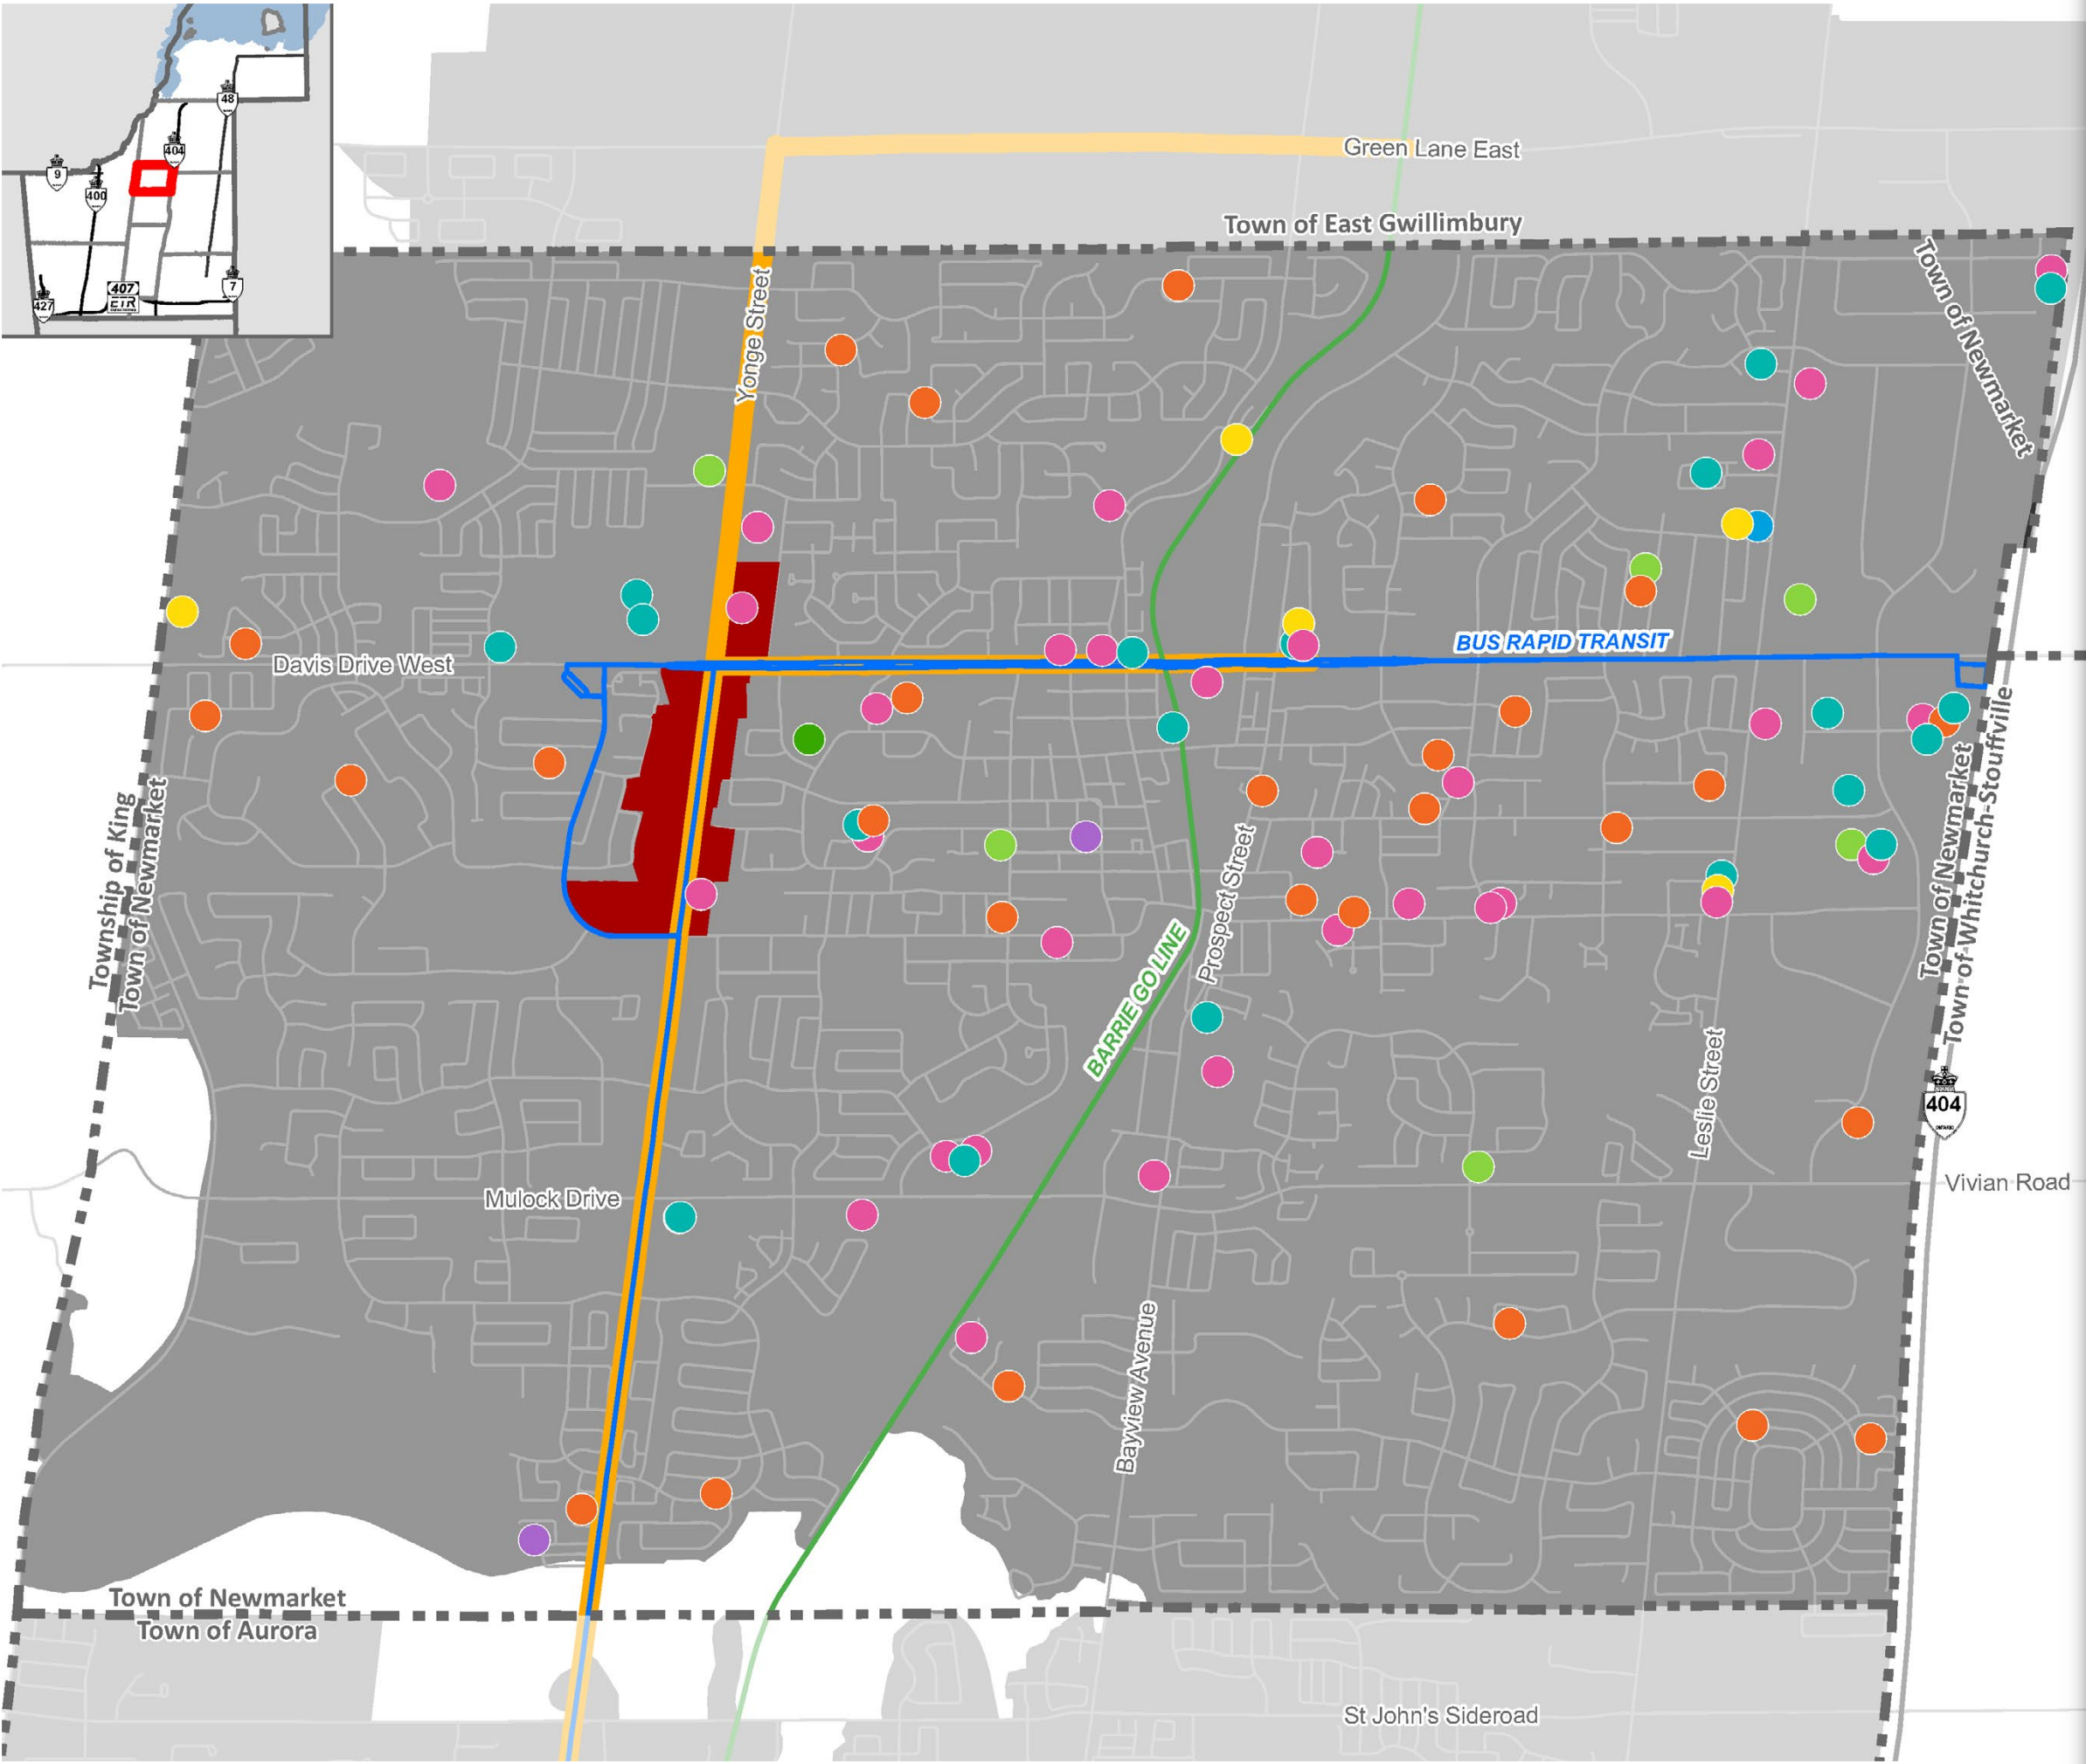 48
404
9
400
407
ETR
7
427
Green Lane East
Town of East Gwillimbury
Town of Newmarket
Yonge Street
BUS RAPID TRANSIT
Davis Drive West
Township of King
Town of Newmarket
Prospect Street
BARRIE GO LINE
Town of Newmarket
Town of Whitchurch-Stouffville
Leslie Street
404
ONTARIO
Vivian Road
Mulock Drive
Bayview Avenue
Town of Newmarket
Town of Aurora
St John's Sideroad